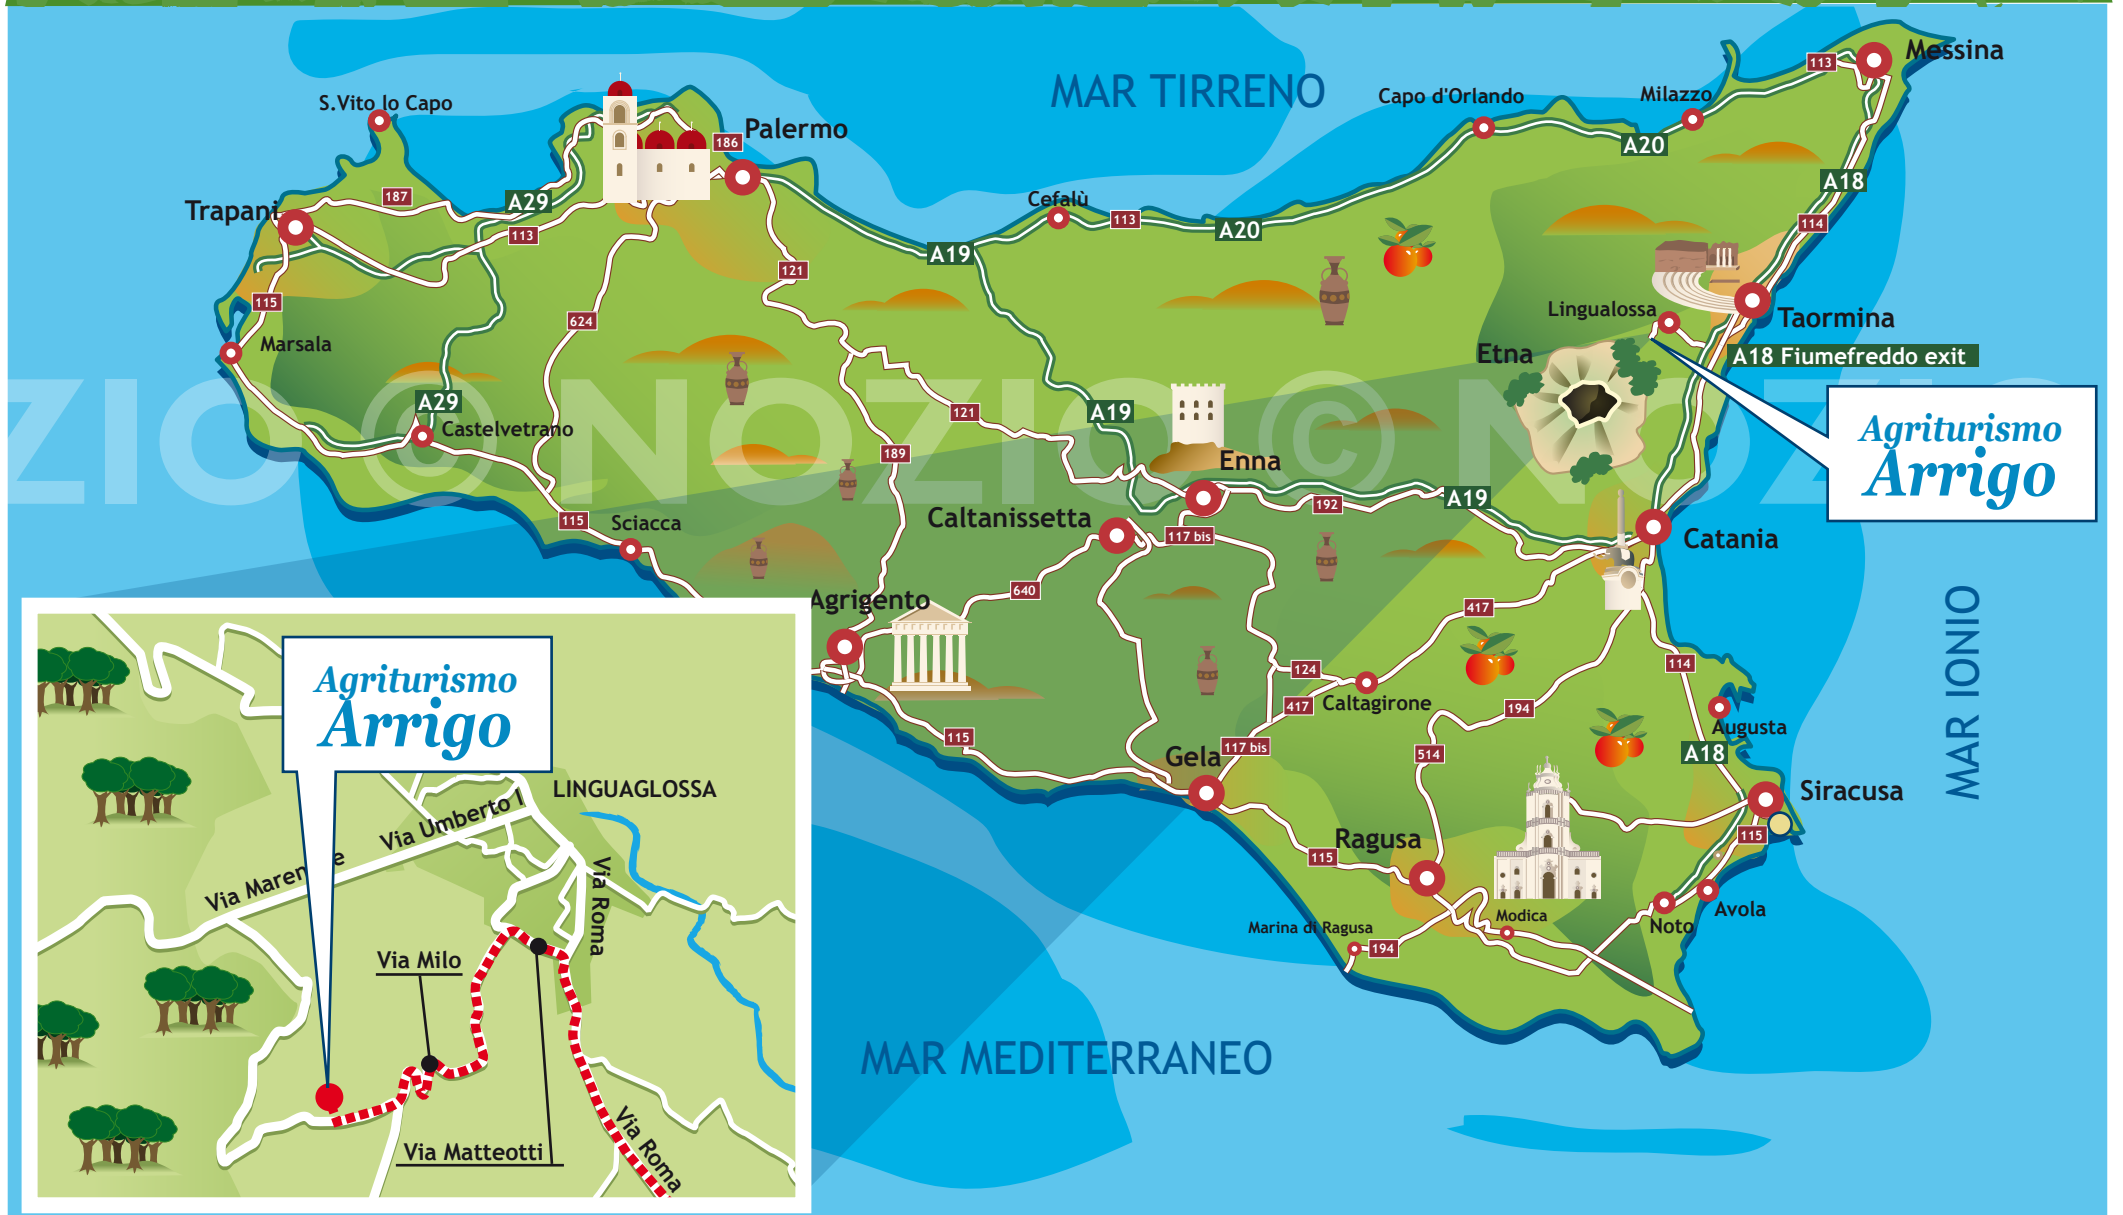 MAR TIRRENO
Messina
113
Milazzo
Capo d'Orlando
A20
A18
S.Vito lo Capo
Palermo
186
187
A29
113
Trapani
Cefalù
113
A20
A19
114
121
115
624
Lingualossa
Taormina
Marsala
Etna
A18 Fiumefreddo exit
A29
Castelvetrano
121
A19
189
Agriturismo
Arrigo
ZIO © NOZIO © NOZIO
Enna
A19
192
115
Sciacca
Caltanissetta
117 bis
Catania
640
Agrigento
417
MAR IONIO
124
114
Caltagirone
417
194
Augusta
115
117 bis
Gela
514
A18
Siracusa
115
Ragusa
115
Modica
Noto
Avola
Marina di Ragusa
194
MAR MEDITERRANEO
Agriturismo
Arrigo
LINGUAGLOSSA
Via Umberto I
Via Roma
Via Milo
Via Matteotti
Via Roma